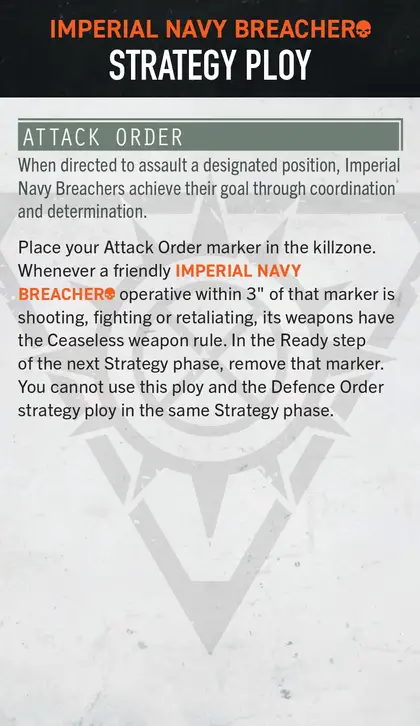 IMPERIAL NAVY BREACHER
STRATEGY PLOY
ATTACK ORDER
When directed to assault a designated position, Imperial
Navy Breachers achieve their goal through coordination
and determination.
Place your Attack Order marker in the killzone.
Whenever a friendly IMPERIAL NAVY
BREACHER operative within 3" of that marker is
shooting, fighting or retaliating, its weapons have
the Ceaseless weapon rule. In the Ready step
of the next Strategy phase, remove that marker.
You cannot use this ploy and the Defence Order
strategy ploy in the same Strategy phase.